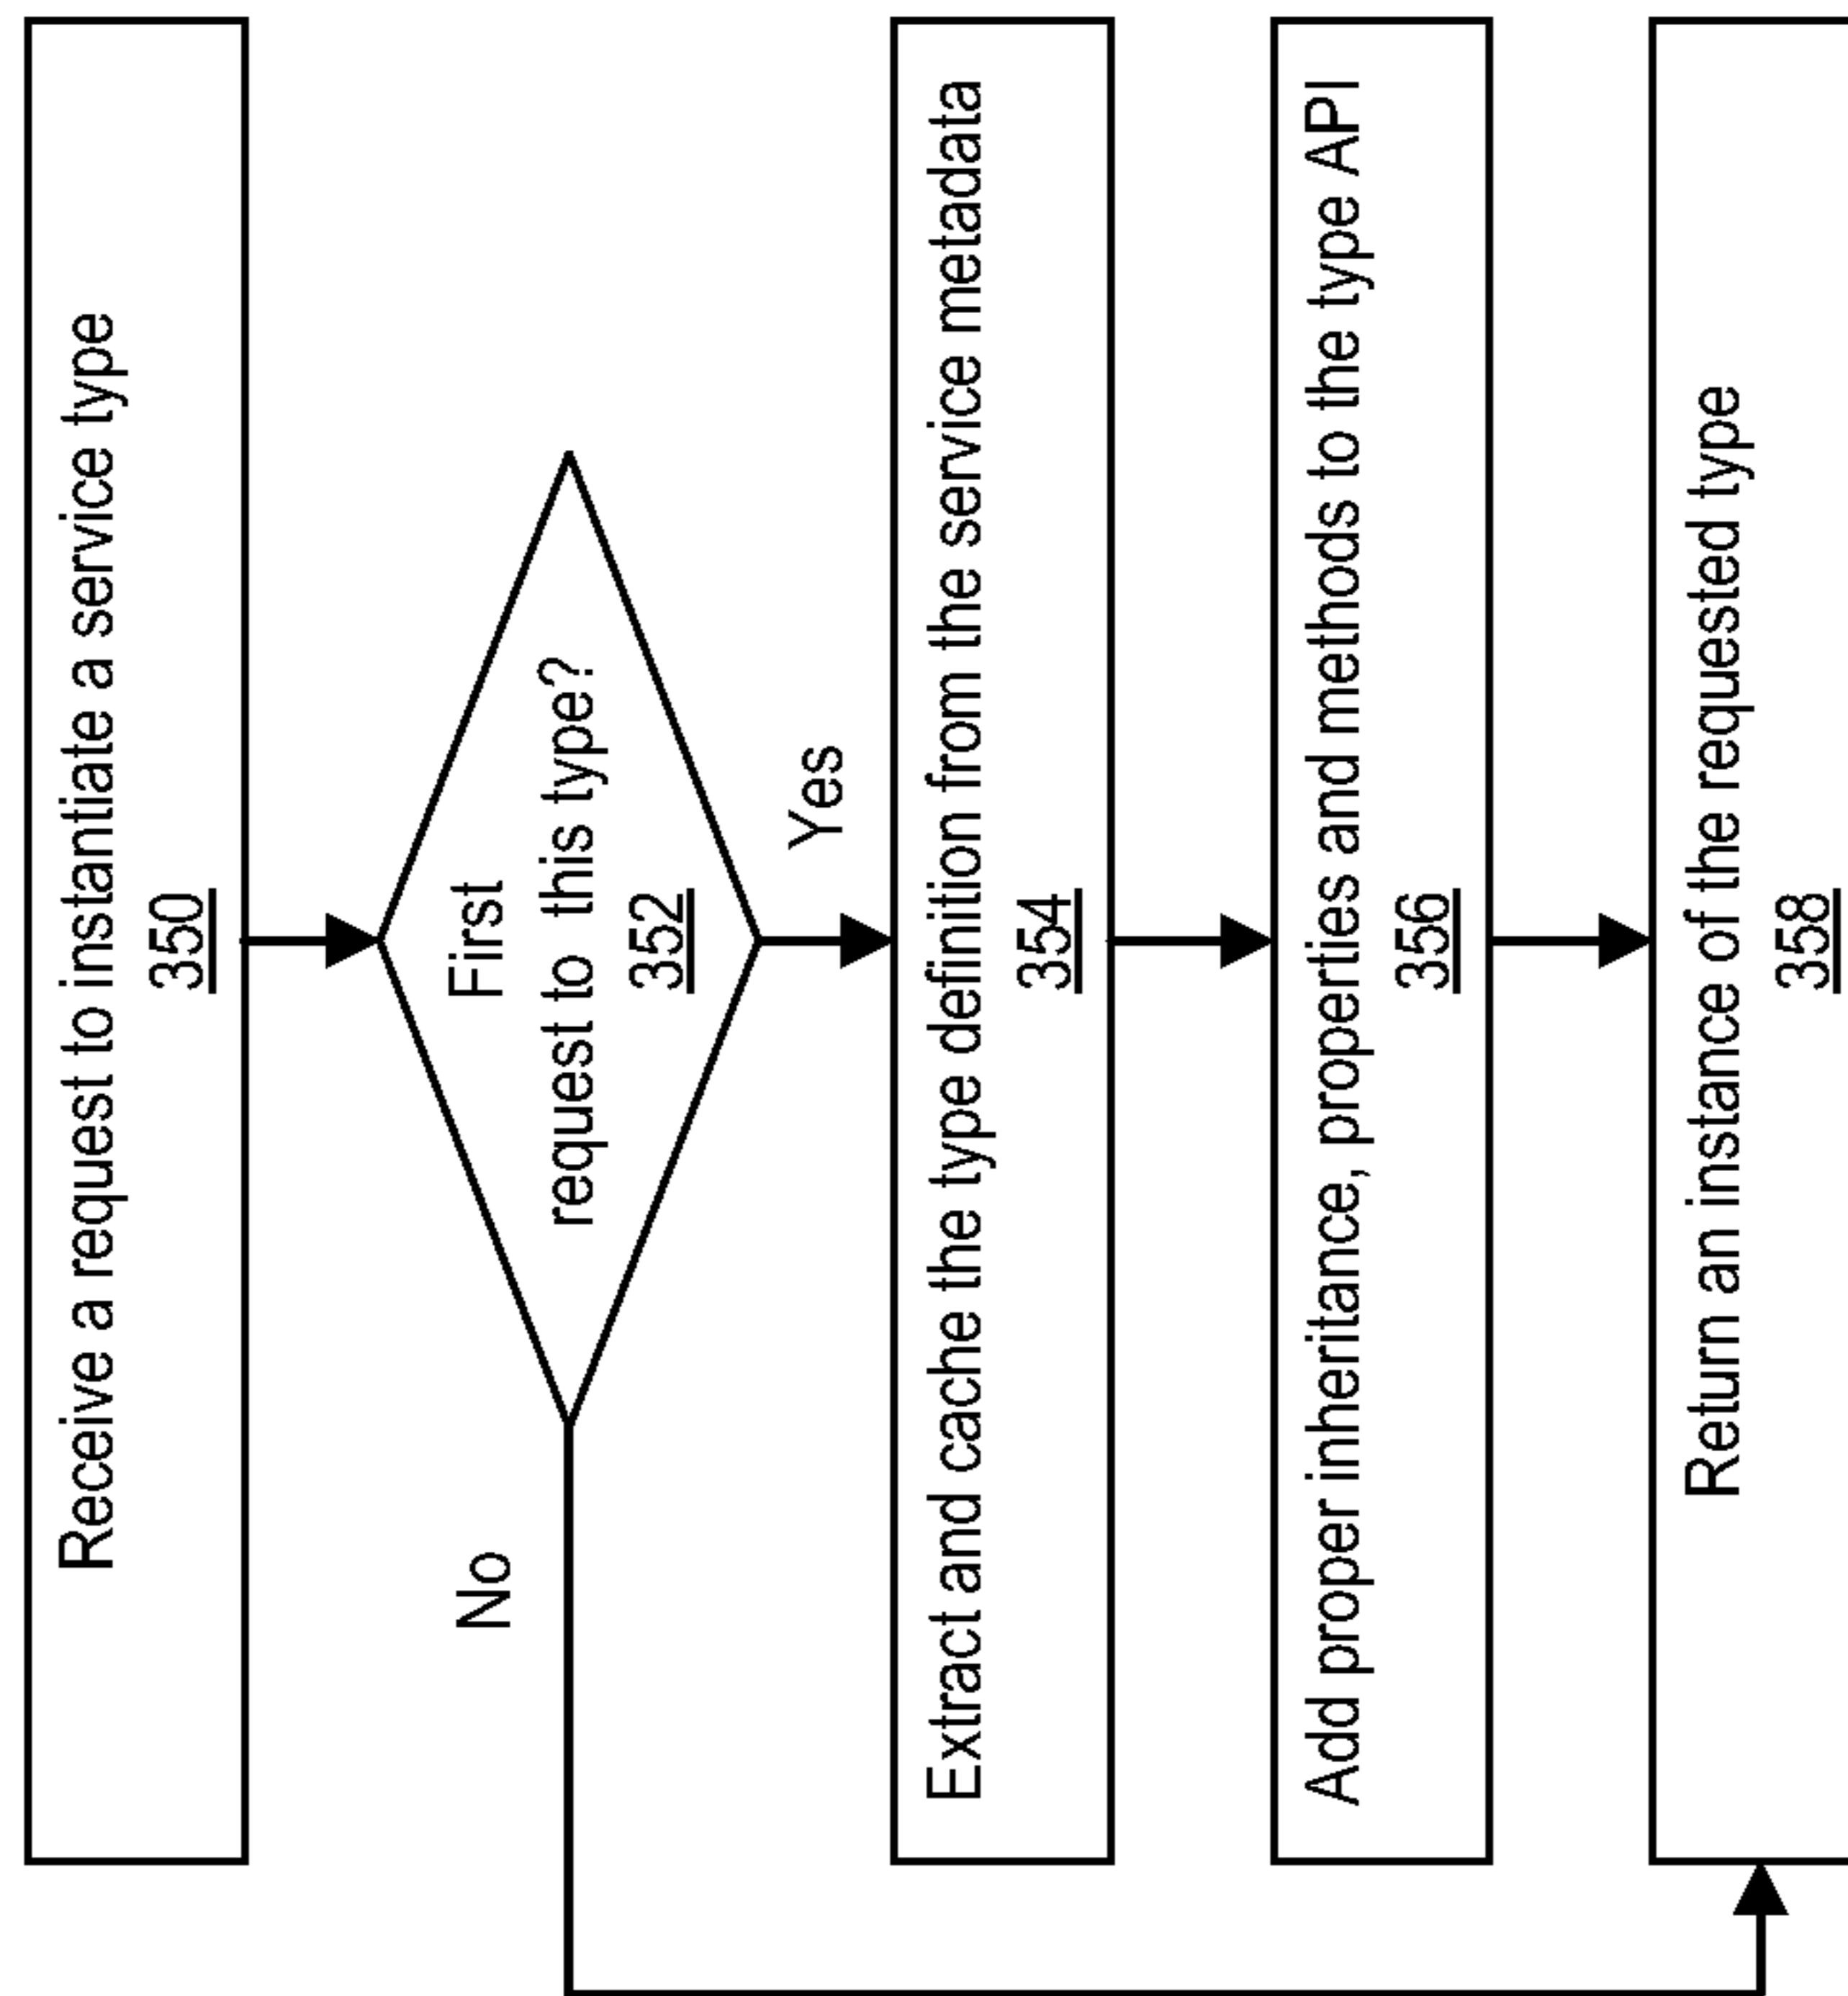 Receive a request to instantiate a service type
350
First
request to this type?
352
No
Yes
Extract and cache the type definition from the service metadata
354
Add proper inheritance, properties and methods to the type API
356
Return an instance of the requested type
358